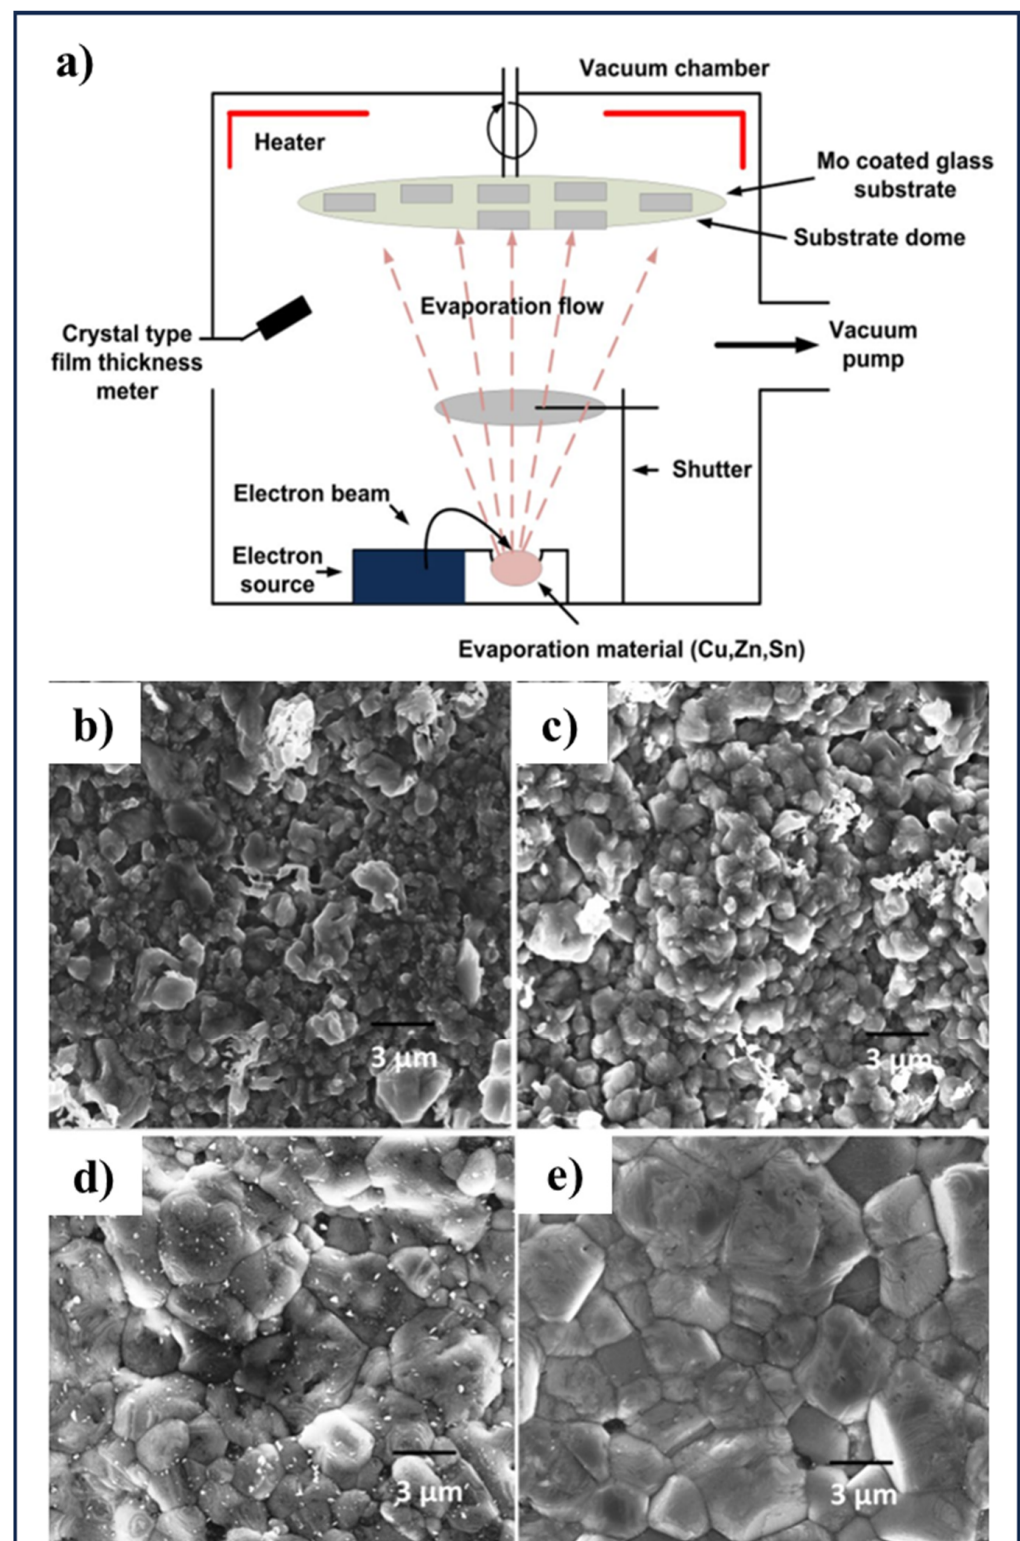 a)
Vacuum chamber
Heater
Mo coated glass
substrate
Substrate dome
Evaporation flow
Crystal type
film thickness
meter
Vacuum
pump
Shutter
Electron beam
Electron
source
Evaporation material (Cu,Zn,Sn)
b)
c)
3 µm
3 µm
d)
e)
3 µm
3 µm